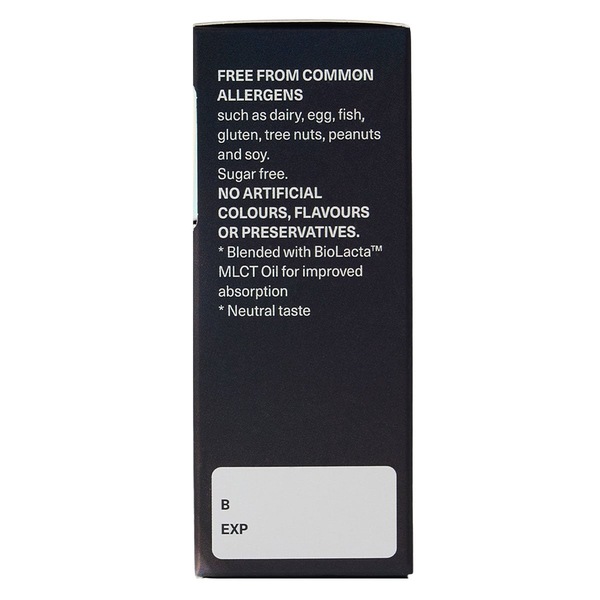 FREE FROM COMMON
ALLERGENS
such as dairy, egg, fish,
gluten, tree nuts, peanuts
and soy.
Sugar free.
NO ARTIFICIAL
COLOURS, FLAVOURS
OR PRESERVATIVES.
* Blended with BioLacta™
MLCT Oil for improved
absorption
* Neutral taste
B
EXP